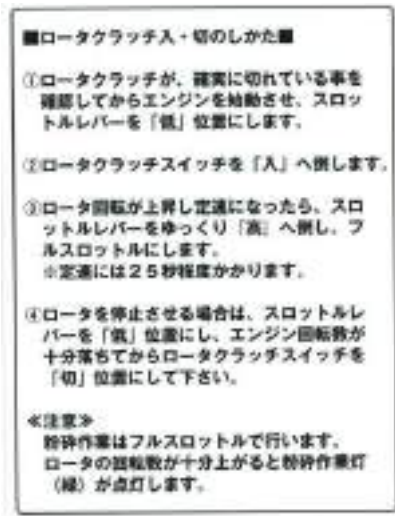 ■ロータクラッチ入・切のしかた■
①ロータクラッチが、確実に切れている事を
確認してからエンジンを始動させ、スロッ
トルレバーを「低」位置にします。
②ロータクラッチスイッチを「入」へ倒します。
③ロータ回転が上昇し定速になったら、スロ
ットルレバーをゆっくり「高」へ倒し、フ
ルスロットルにします。
※定速には25秒程度かかります。
④ロータを停止させる場合は、スロットルレ
バーを「低」位置にし、エンジン回転数が
十分落ちてからロータクラッチスイッチを
「切」位置にして下さい。
≪注意≫
粉砕作業はフルスロットルで行います。
ロータの回転数が十分上がると粉砕作業灯
(緑)が点灯します。